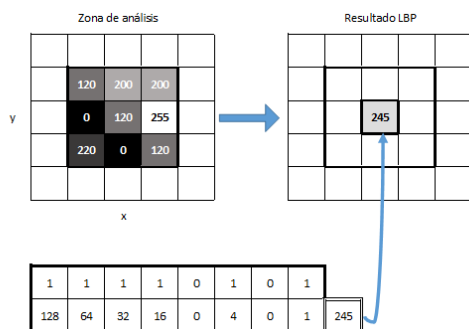 Zona de análisis
Resultado LBP
120 200 200
y
0 120 255
245
220 0 120
x
1 1 1 1 0 1 0 1
128 64 32 16 0 4 0 1 245